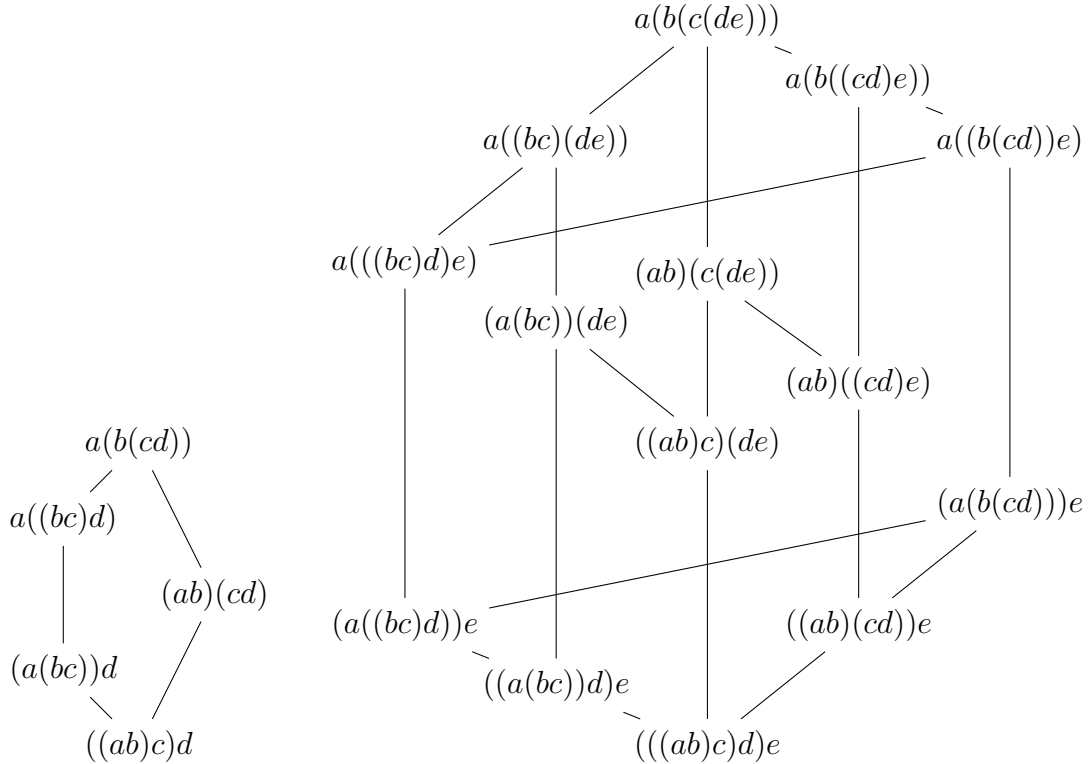 a(b(c(de)))
a(b((cd)e))
a((bc)(de))
a((b(cd))e)
a(((bc)d)e)
(ab)(c(de))
(a(bc))(de)
(ab)((cd)e)
a(b(cd))
((ab)c)(de)
(a(b(cd)))e
a((bc)d)
(ab)(cd)
(a((bc)d))e
((ab)(cd))e
(a(bc))d
((a(bc))d)e
((ab)c)d
(((ab)c)d)e